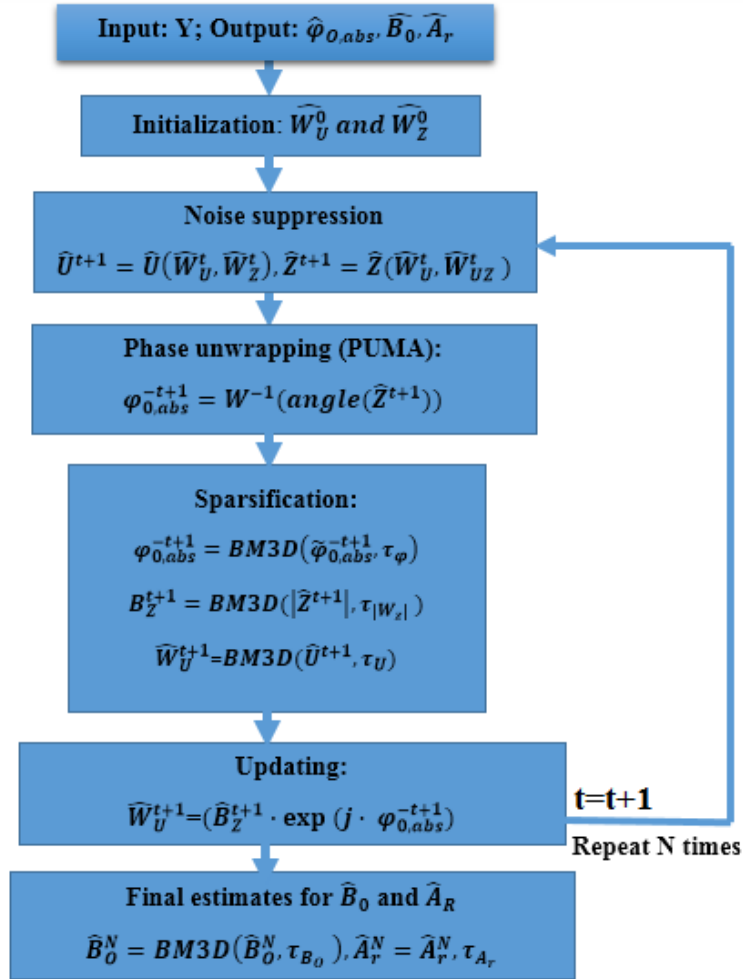 Input: Y; Output: φ̂_{O,abs}, B̂_0, Â_r
Initialization: Ŵ_U^0 and Ŵ_Z^0
Noise suppression
Û^{t+1} = Û(Ŵ_U^t, Ŵ_Z^t), Ẑ^{t+1} = Ẑ(Ŵ_U^t, Ŵ_{UZ}^t )
Phase unwrapping (PUMA):
φ_{0,abs}^{-t+1} = W^{-1}(angle(Ẑ^{t+1}))
Sparsification:
φ_{0,abs}^{-t+1} = BM3D(φ̃_{0,abs}^{-t+1}, τ_φ)
B_Z^{t+1} = BM3D(|Ẑ^{t+1}|, τ_{|W_z|} )
Ŵ_U^{t+1}=BM3D(Û^{t+1}, τ_U)
Updating:
Ŵ_U^{t+1}=(B̂_Z^{t+1} · exp (j · φ_{0,abs}^{-t+1})
t=t+1
Repeat N times
Final estimates for B̂_0 and Â_R
B̂_O^N = BM3D(B̂_O^N, τ_{B_O} ), Â_r^N = Â_r^N, τ_{A_r}